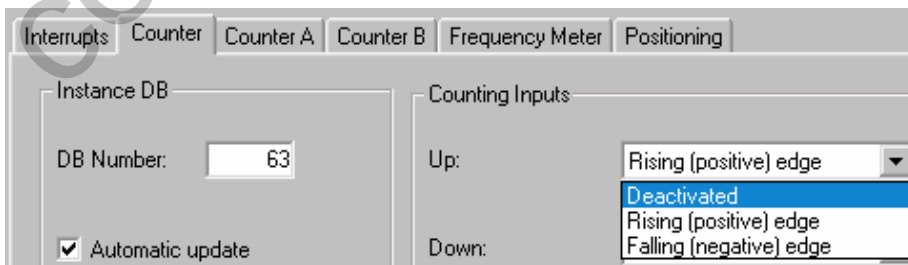 Interrupts Counter Counter A Counter B Frequency Meter Positioning
Instance DB
Counting Inputs
DB Number: 63
Up: Rising (positive) edge
Deactivated
Rising (positive) edge
Falling (negative) edge
Automatic update
Down: